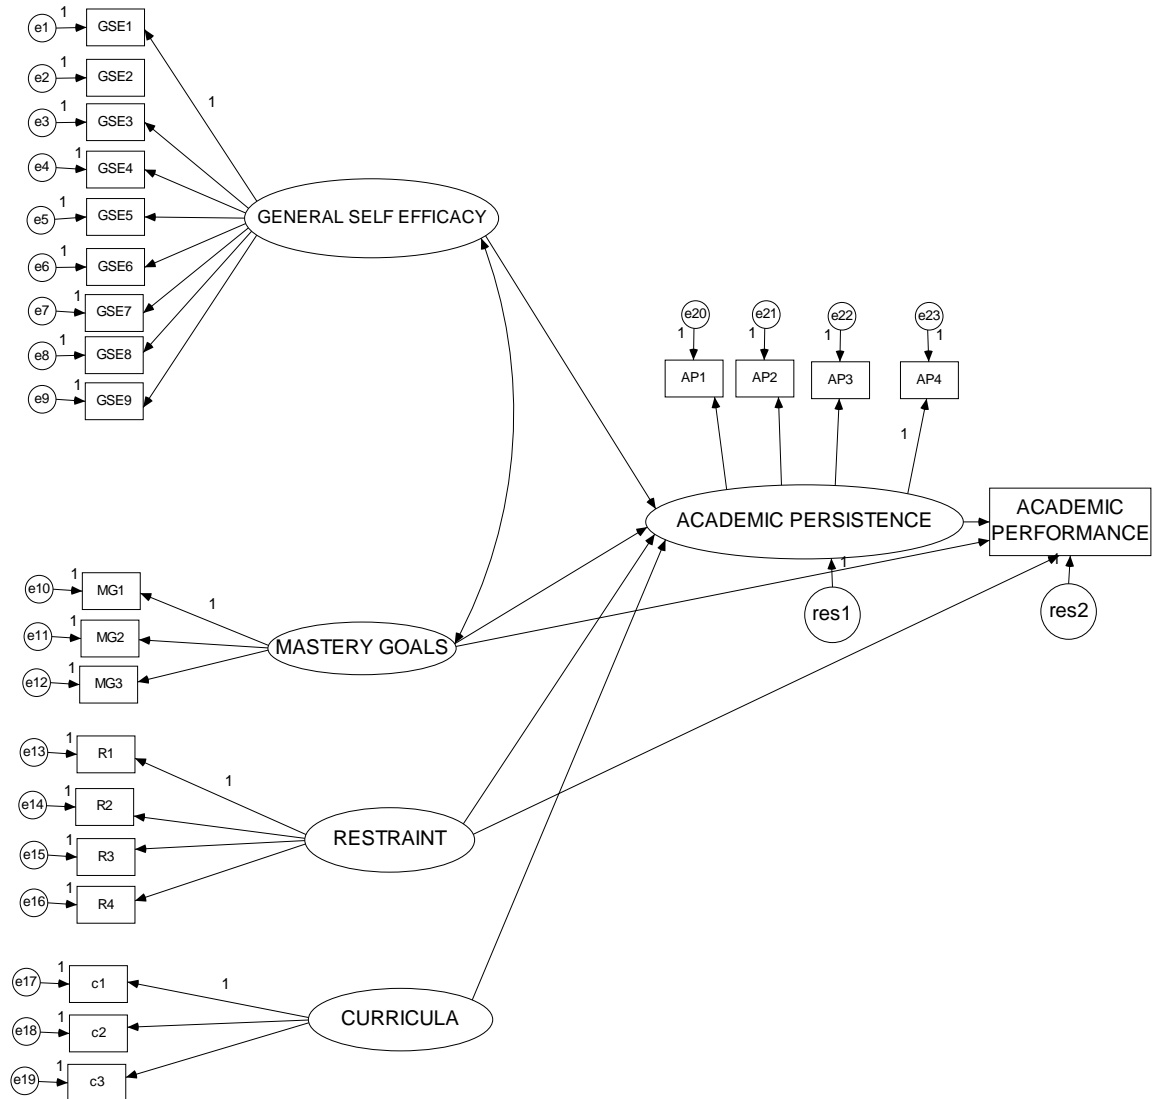 e1 1 GSE1
e2 1 GSE2
e3 1 GSE3
e4 1 GSE4
e5 1 GSE5
e6 1 GSE6
e7 1 GSE7
e8 1 GSE8
e9 1 GSE9
1
GENERAL SELF EFFICACY
e20 e21 e22 e23
1 1 1 1
AP1 AP2 AP3 AP4
1
ACADEMIC PERSISTENCE
ACADEMIC
PERFORMANCE
1 1
res1 res2
e10 1 MG1
e11 1 MG2
e12 1 MG3
1
MASTERY GOALS
e13 1 R1
e14 1 R2
e15 1 R3
e16 1 R4
1
RESTRAINT
e17 1 c1
e18 1 c2
e19 1 c3
1
CURRICULA